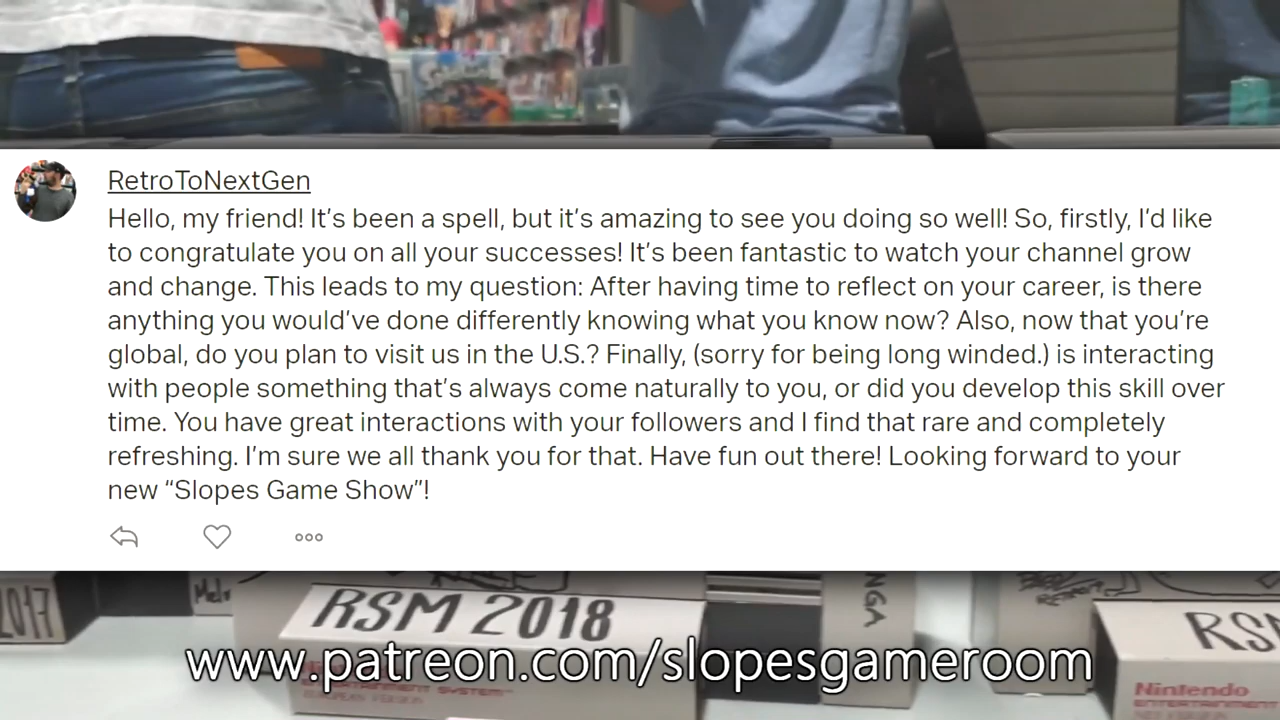 RetroToNextGen
Hello, my friend! It's been a spell, but it's amazing to see you doing so well! So, firstly, I'd like
to congratulate you on all your successes! It's been fantastic to watch your channel grow
and change. This leads to my question: After having time to reflect on your career, is there
anything you would've done differently knowing what you know now? Also, now that you're
global, do you plan to visit us in the U.S.? Finally, (sorry for being long winded.) is interacting
with people something that's always come naturally to you, or did you develop this skill over
time. You have great interactions with your followers and I find that rare and completely
refreshing. I'm sure we all thank you for that. Have fun out there! Looking forward to your
new “Slopes Game Show”!
2017
RSM 2018
NGA
RS
www.patreon.com/slopesgameroom
ENTERTAINMENT SYSTEM™
EUROPEAN VERSION
Nintendo
ENTERTAINMENT